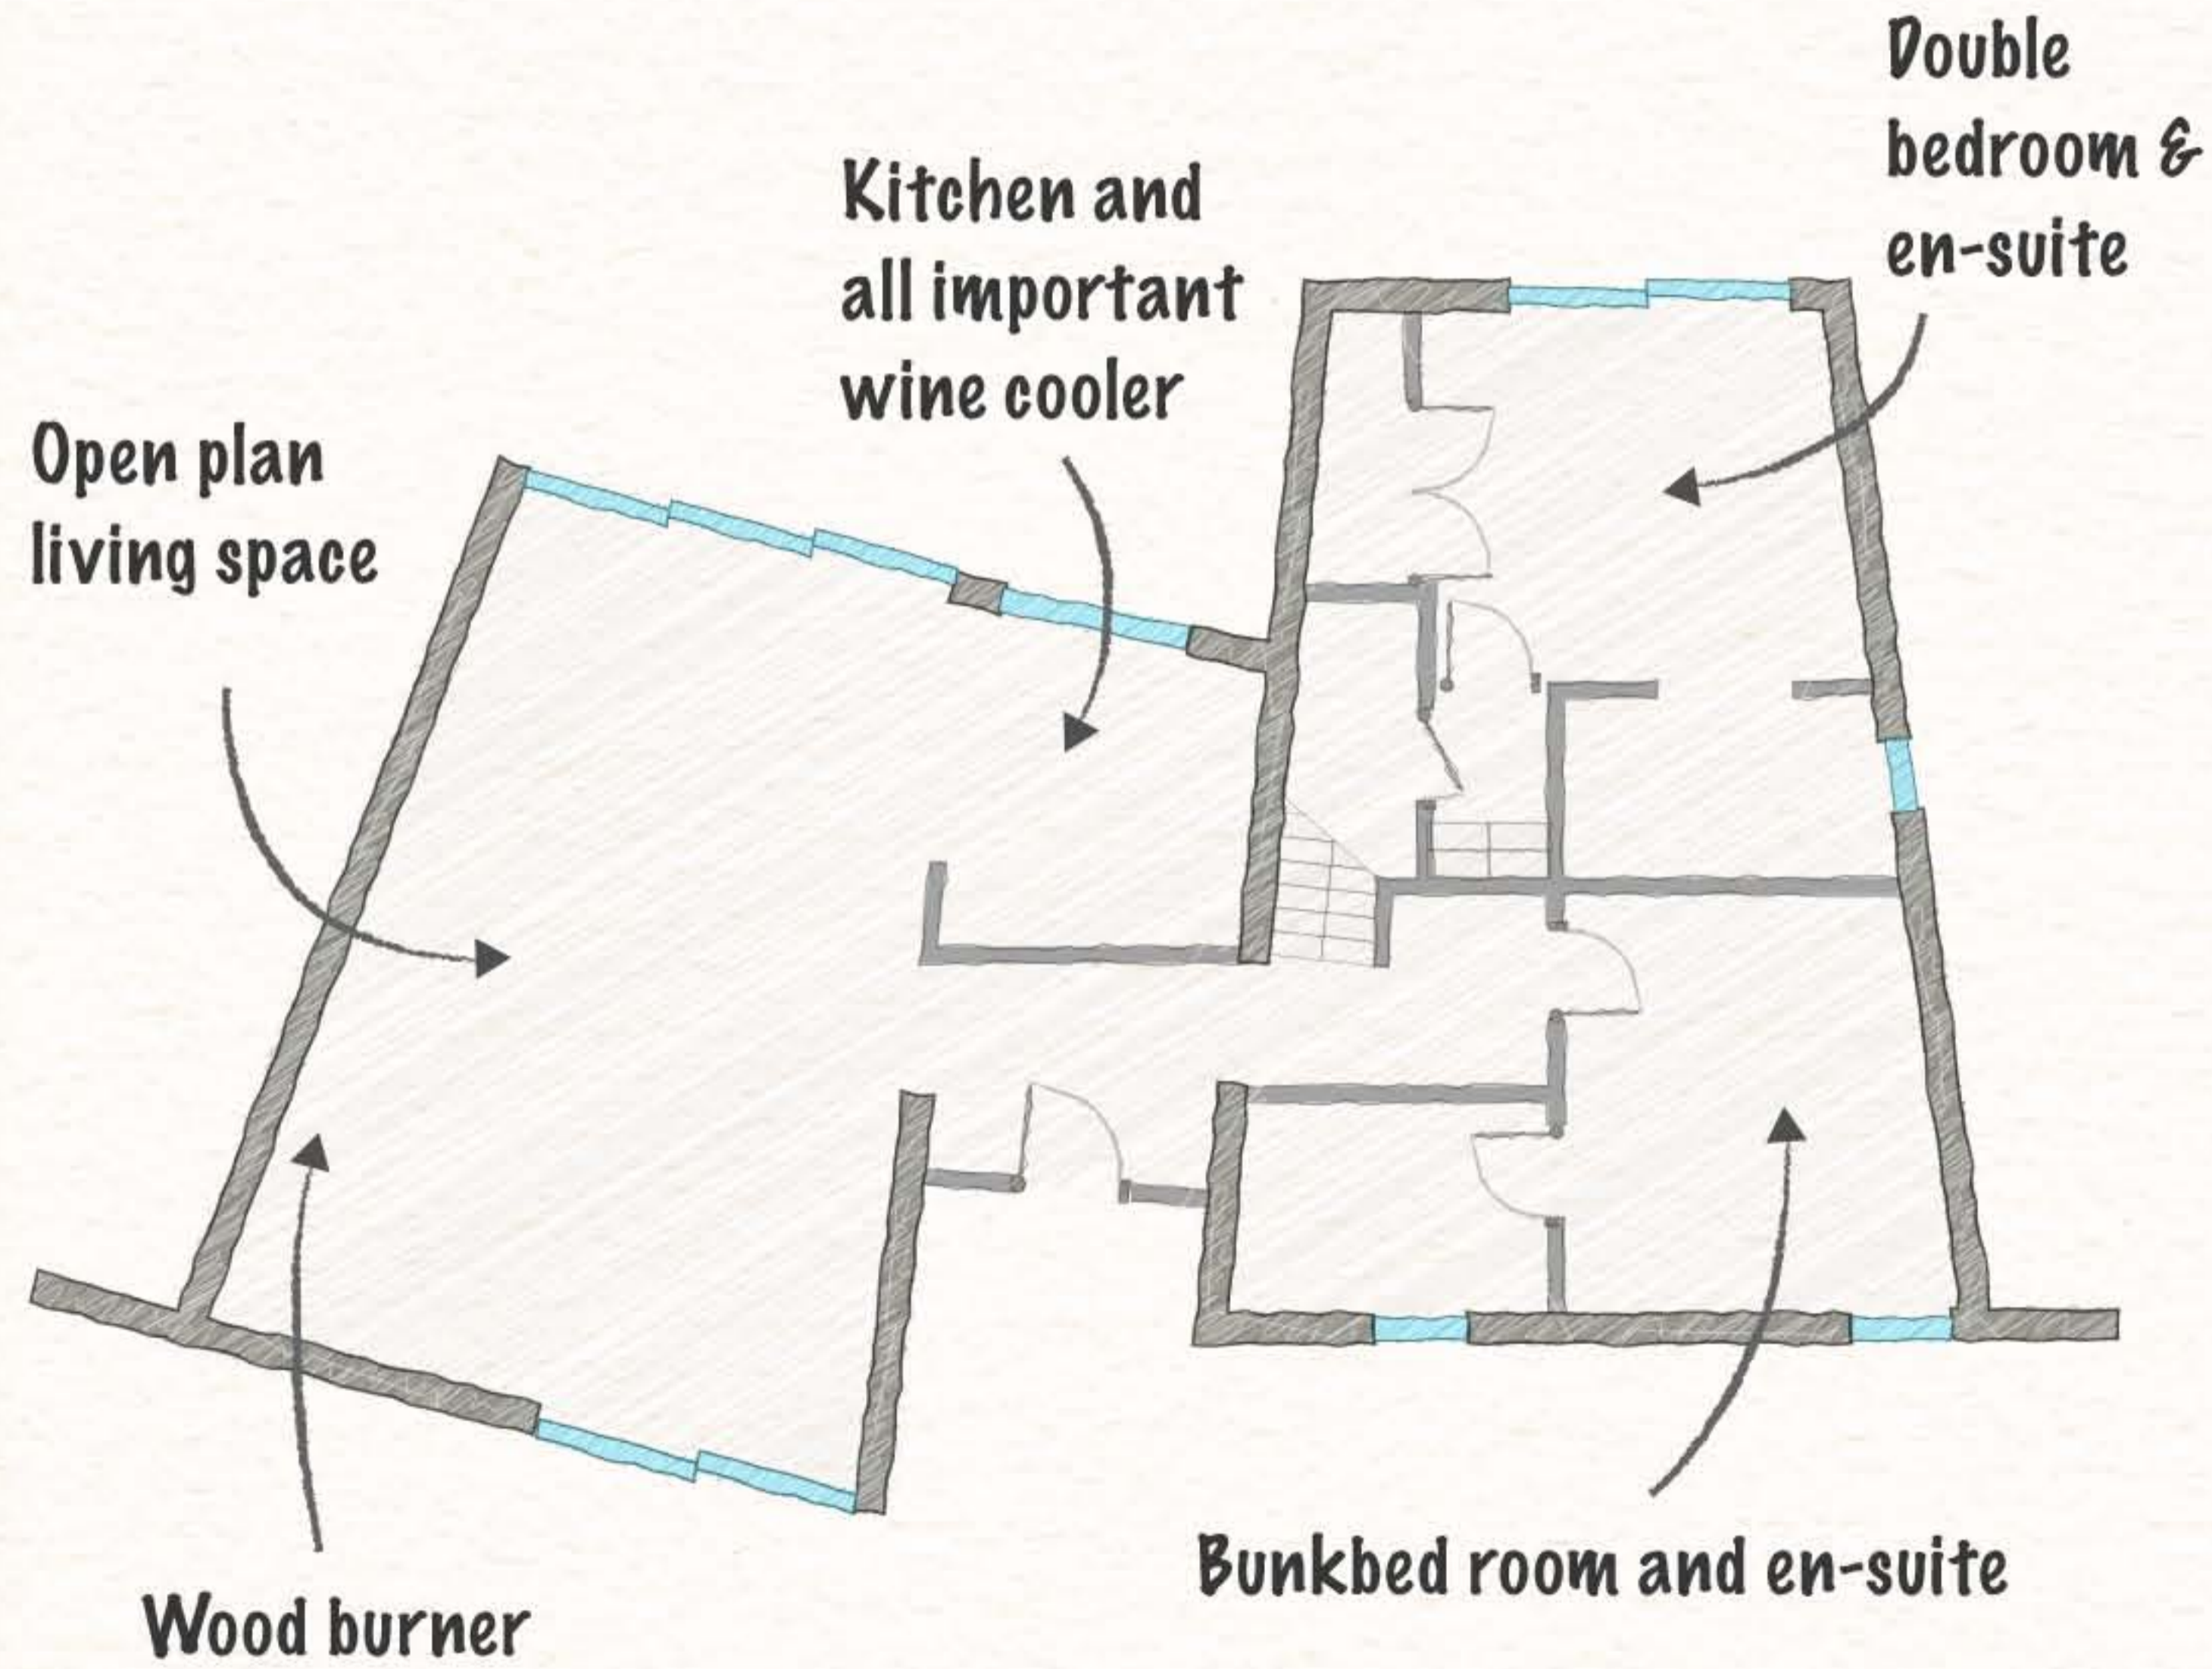 Double
bedroom &
en-suite
Kitchen and
all important
wine cooler
Open plan
living space
Bunkbed room and en-suite
Wood burner